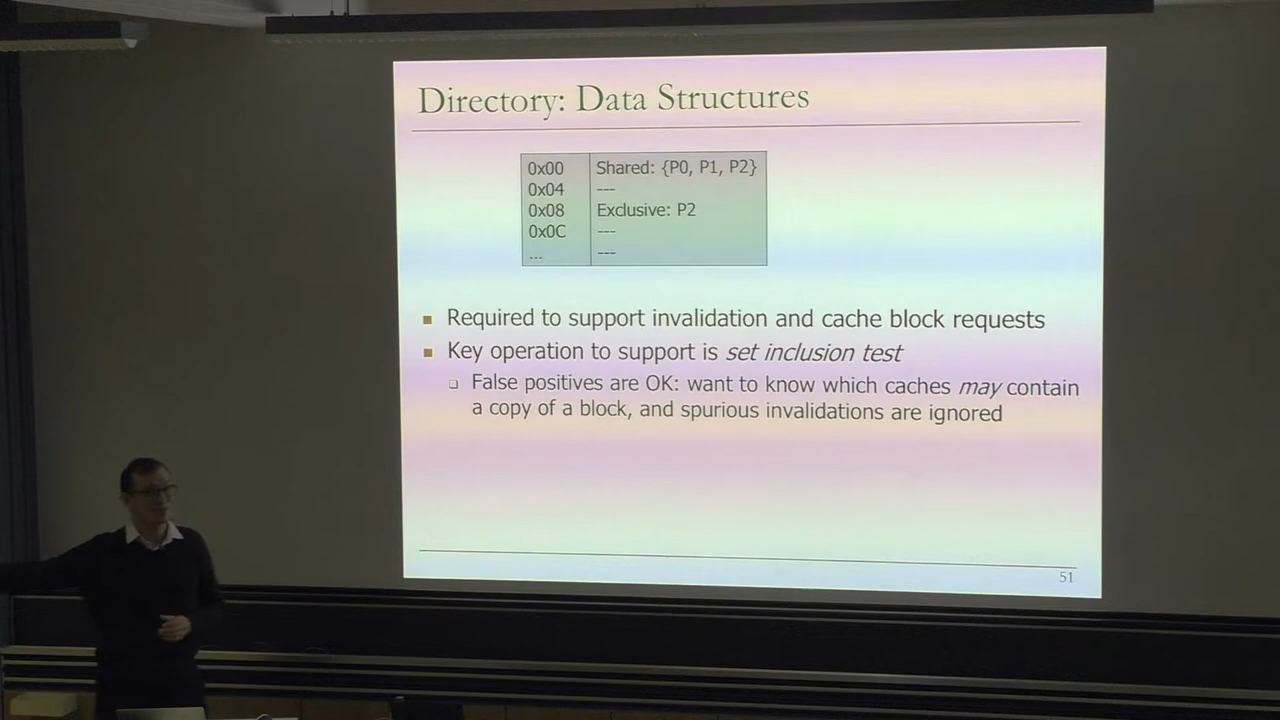 Directory: Data Structures
0x00 Shared: {P0, P1, P2}
0x04 ---
0x08 Exclusive: P2
0x0C ---
... ---
Required to support invalidation and cache block requests
Key operation to support is set inclusion test
False positives are OK: want to know which caches may contain
a copy of a block, and spurious invalidations are ignored
51